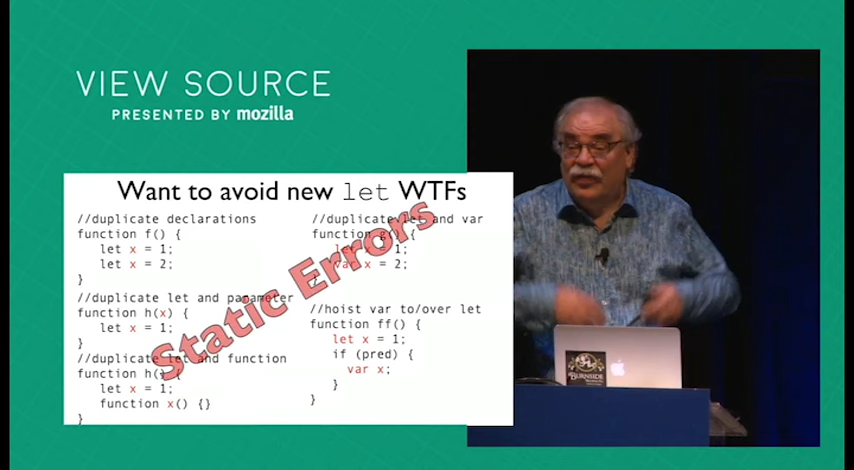 VIEW SOURCE
PRESENTED BY mozilla
Want to avoid new let WTFs
//duplicate declarations
function f() {
let x = 1;
let x = 2;
}
//duplicate let and parameter
function h(x) {
let x = 1;
}
//duplicate let and function
function h() {
let x = 1;
function x() {}
}
//duplicate let and var
function g() {
let x = 1;
var x = 2;
}
//hoist var to/over let
function ff() {
let x = 1;
if (pred) {
var x;
}
}
Static Errors
BURNSIDE